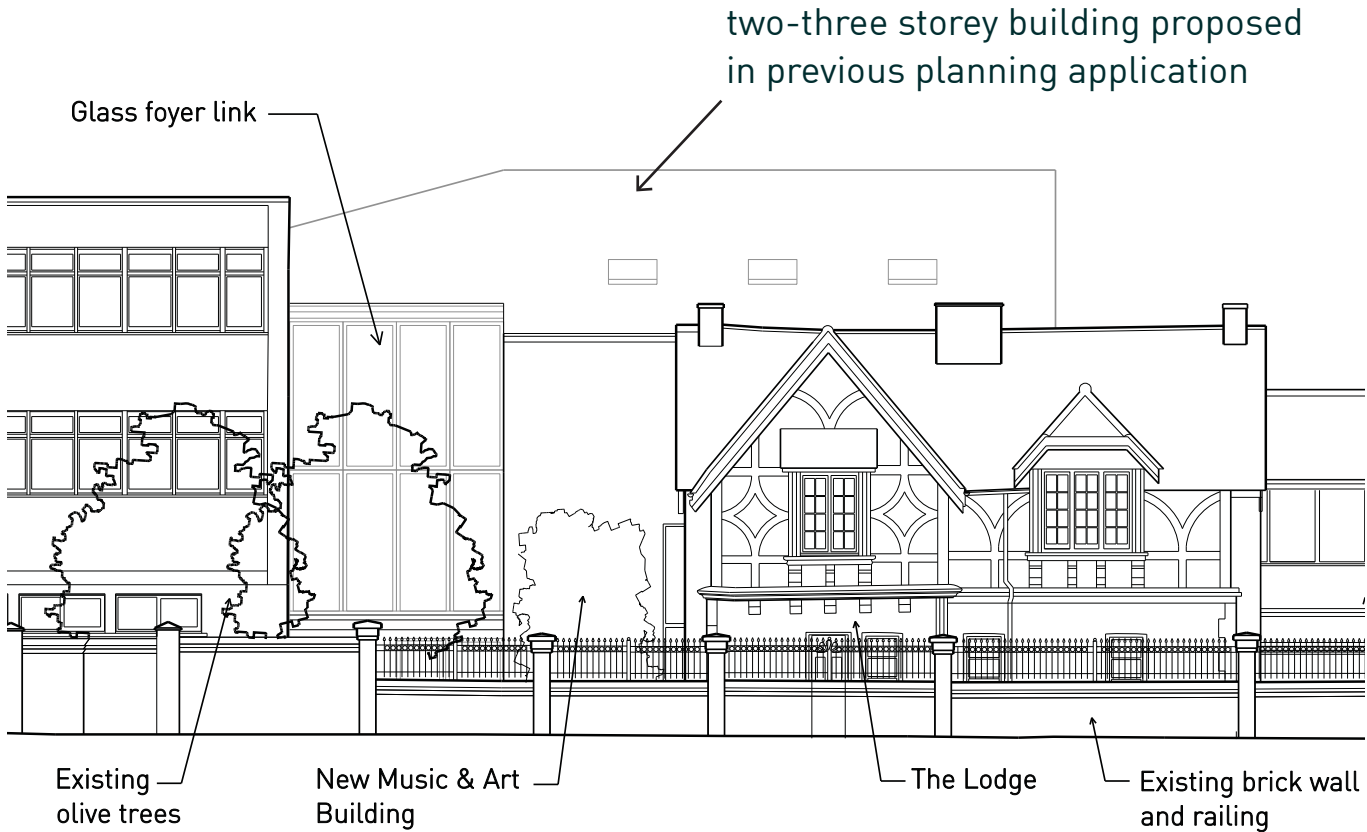 two-three storey building proposed
in previous planning application
Glass foyer link
Existing
olive trees
New Music & Art
Building
The Lodge
Existing brick wall
and railing